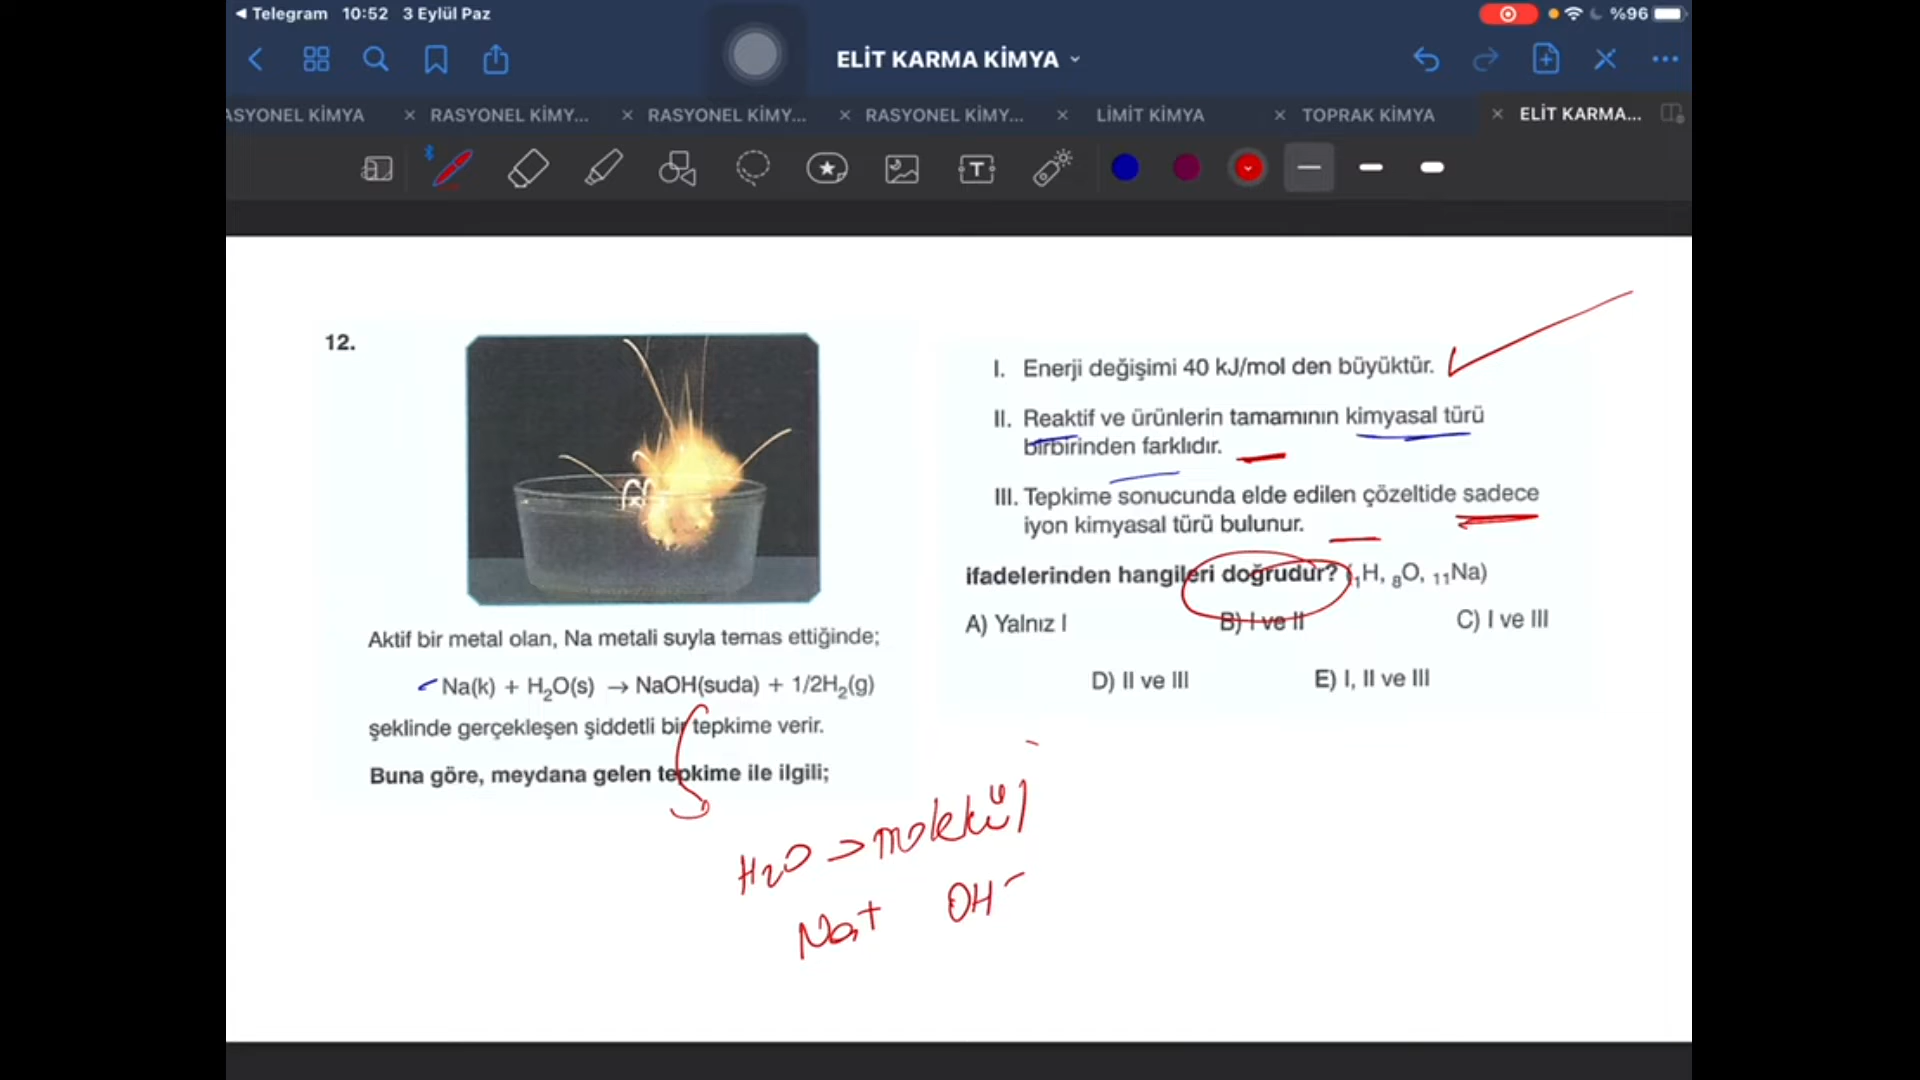 Telegram 10:52 3 Eylül Paz %96
ELİT KARMA KİMYA
ASYONEL KİMYA × RASYONEL KİMY... × RASYONEL KİMY... × RASYONEL KİMY... × LİMİT KİMYA × TOPRAK KİMYA × ELİT KARMA...
T
12.
Aktif bir metal olan, Na metali suyla temas ettiğinde;
Na(k) + H₂O(s) → NaOH(suda) + 1/2H₂(g)
şeklinde gerçekleşen şiddetli bir tepkime verir.
Buna göre, meydana gelen tepkime ile ilgili;
I. Enerji değişimi 40 kJ/mol den büyüktür.
II. Reaktif ve ürünlerin tamamının kimyasal türü
birbirinden farklıdır.
III. Tepkime sonucunda elde edilen çözeltide sadece
iyon kimyasal türü bulunur.
ifadelerinden hangileri doğrudur? (₁H, ₈O, ₁₁Na)
A) Yalnız I B) I ve II C) I ve III
D) II ve III E) I, II ve III
H₂O → molekül
Na⁺ OH⁻